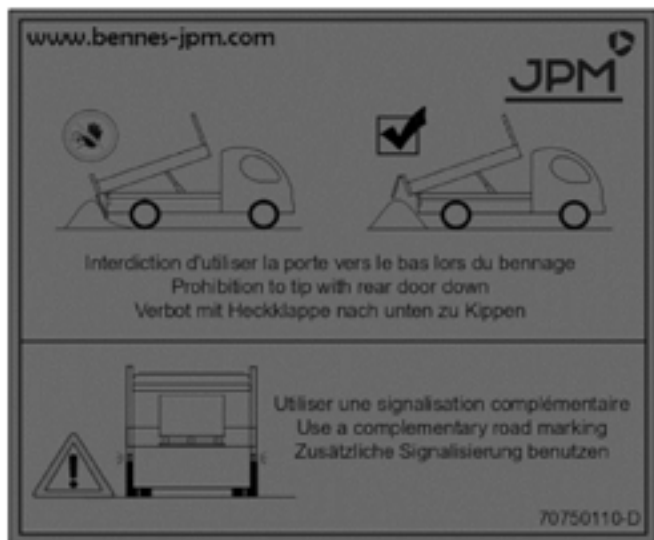 www.bennes-jpm.com
JPM
Interdiction d'utiliser la porte vers le bas lors du bennage
Prohibition to tip with rear door down
Verbot mit Heckklappe nach unten zu Kippen
Utiliser une signalisation complémentaire
Use a complementary road marking
Zusätzliche Signalisierung benutzen
70750110-D